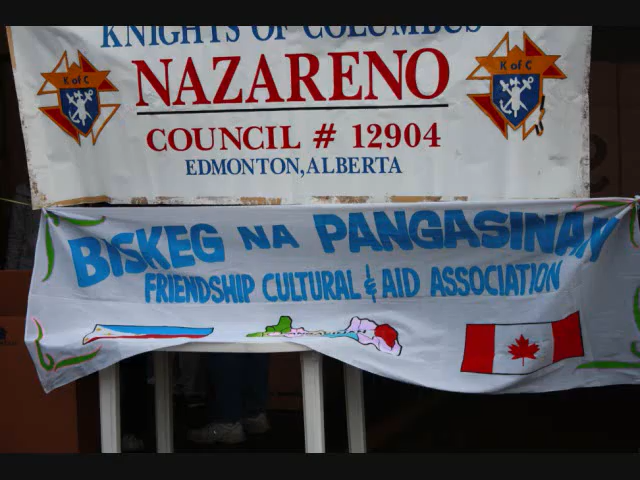 KNIGHTS OF COLUMBUS
K of C
K of C
NAZARENO
COUNCIL # 12904
EDMONTON, ALBERTA
BISKEG NA PANGASINAN
FRIENDSHIP CULTURAL & AID ASSOCIATION